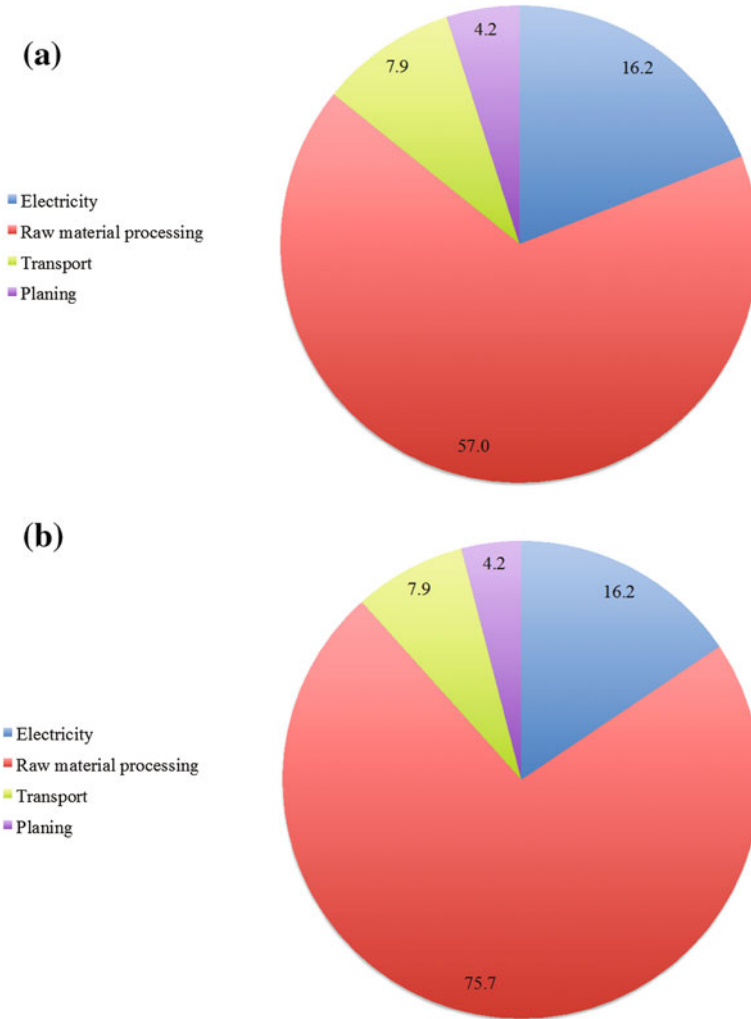 (a)
4.2
7.9
16.2
Electricity
Raw material processing
Transport
Planing
57.0
(b)
4.2
7.9
16.2
Electricity
Raw material processing
Transport
Planing
75.7